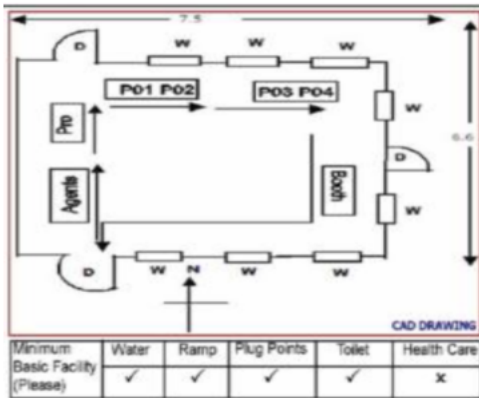 7.5
D W W W
P01 P02 P03 P04
W
Pro
6.6
D
Agents
Booth
W
D W N W W
CAD DRAWING
Minimum Basic Facility (Please) Water Ramp Plug Points Toilet Health Care
✓ ✓ ✓ ✓ x